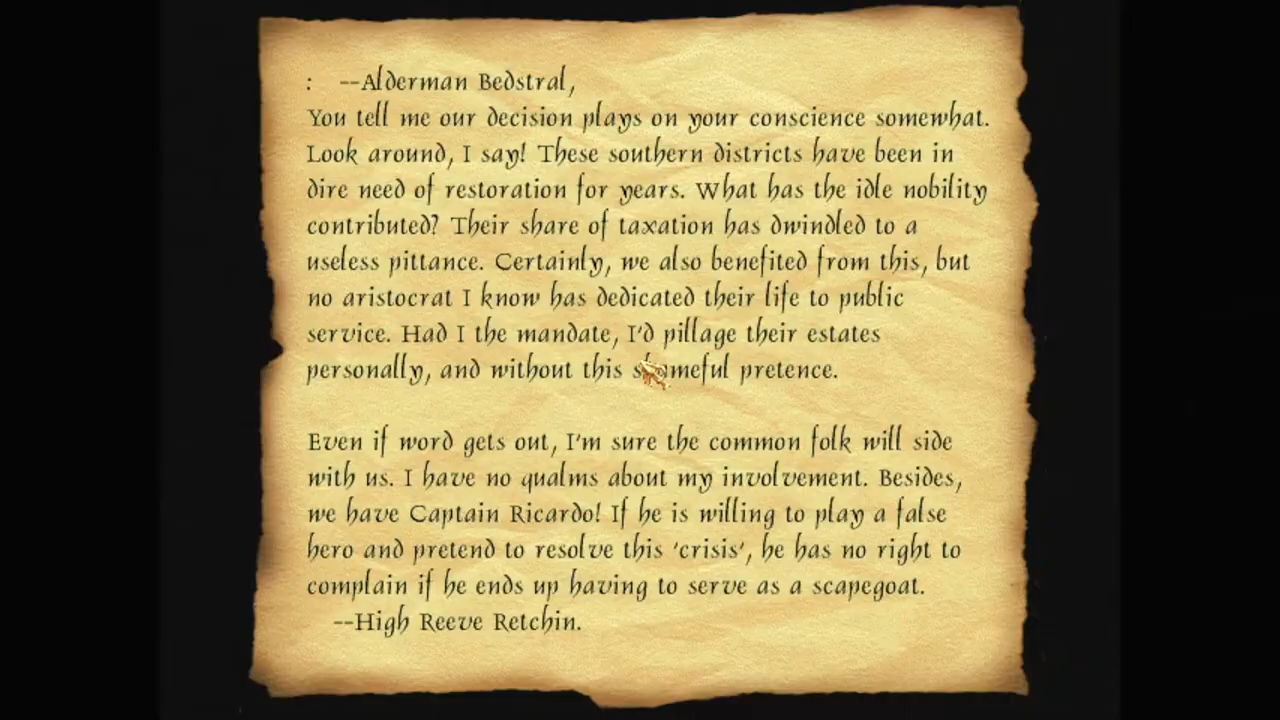 : --Alderman Bedstral,
You tell me our decision plays on your conscience somewhat.
Look around, I say! These southern districts have been in
dire need of restoration for years. What has the idle nobility
contributed? Their share of taxation has dwindled to a
useless pittance. Certainly, we also benefited from this, but
no aristocrat I know has dedicated their life to public
service. Had I the mandate, I'd pillage their estates
personally, and without this shameful pretence.
Even if word gets out, I'm sure the common folk will side
with us. I have no qualms about my involvement. Besides,
we have Captain Ricardo! If he is willing to play a false
hero and pretend to resolve this 'crisis', he has no right to
complain if he ends up having to serve as a scapegoat.
--High Reeve Retchin.